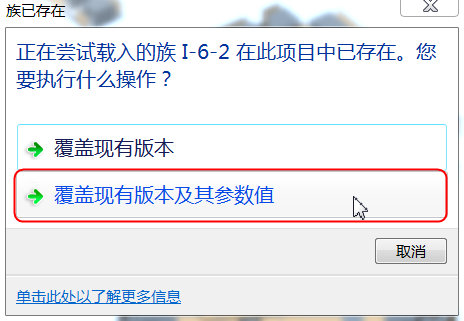 族已存在
正在尝试载入的族 I-6-2 在此项目中已存在。您
要执行什么操作？
覆盖现有版本
覆盖现有版本及其参数值
取消
单击此处以了解更多信息